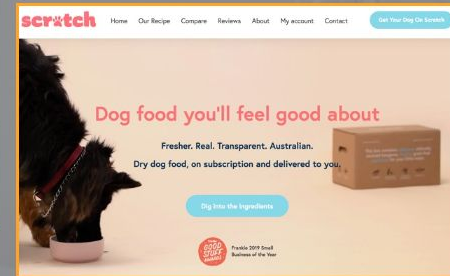 scratch
Home Our Recipe Compare Reviews About My account Contact
Get Your Dog On Scratch
Dog food you'll feel good about
Fresher. Real. Transparent. Australian.
Dry dog food, on subscription and delivered to you.
Dig into the ingredients
GOOD
STUFF
AWARDS
Frankie 2019 Small
Business of the Year